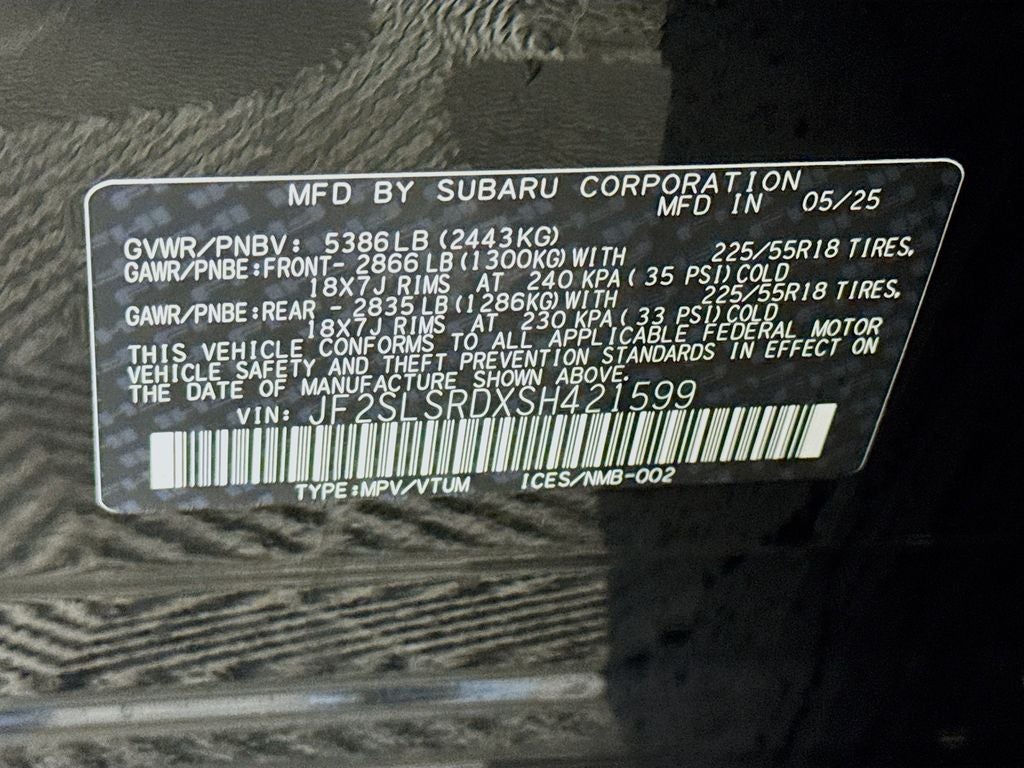 MFD BY SUBARU CORPORATION
MFD IN 05/25
GVWR/PNBV: 5386LB (2443KG)
GAWR/PNBE:FRONT- 2866 LB (1300KG)WITH 225/55R18 TIRES.
18X7J RIMS AT 240 KPA ( 35 PSI)COLD
GAWR/PNBE:REAR - 2835 LB (1286KG)WITH 225/55R18 TIRES.
18X7J RIMS AT 230 KPA ( 33 PSI)COLD
THIS VEHICLE CONFORMS TO ALL APPLICABLE FEDERAL MOTOR
VEHICLE SAFETY AND THEFT PREVENTION STANDARDS IN EFFECT ON
THE DATE OF MANUFACTURE SHOWN ABOVE.
VIN: JF2SLSRDXSH421599
TYPE:MPV/VTUM ICES/NMB-002